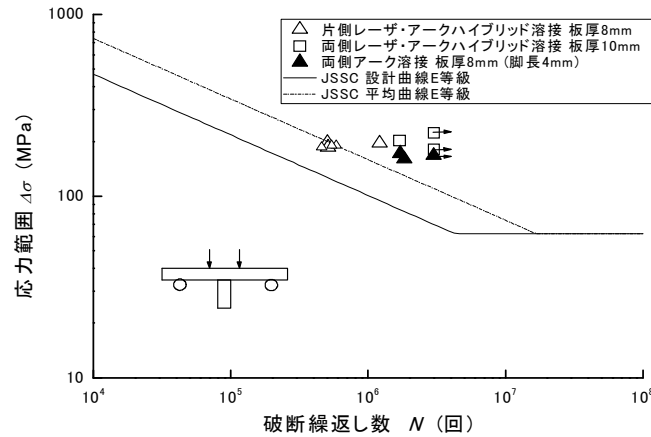 1000
100
10
応力範囲 Δσ (MPa)
△ 片側レーザ・アークハイブリッド溶接 板厚8mm
□ 両側レーザ・アークハイブリッド溶接 板厚10mm
▲ 両側アーク溶接 板厚8mm (脚長4mm)
JSSC 設計曲線E等級
JSSC 平均曲線E等級
10⁴ 10⁵ 10⁶ 10⁷ 10⁸
破断繰返し数 N (回)